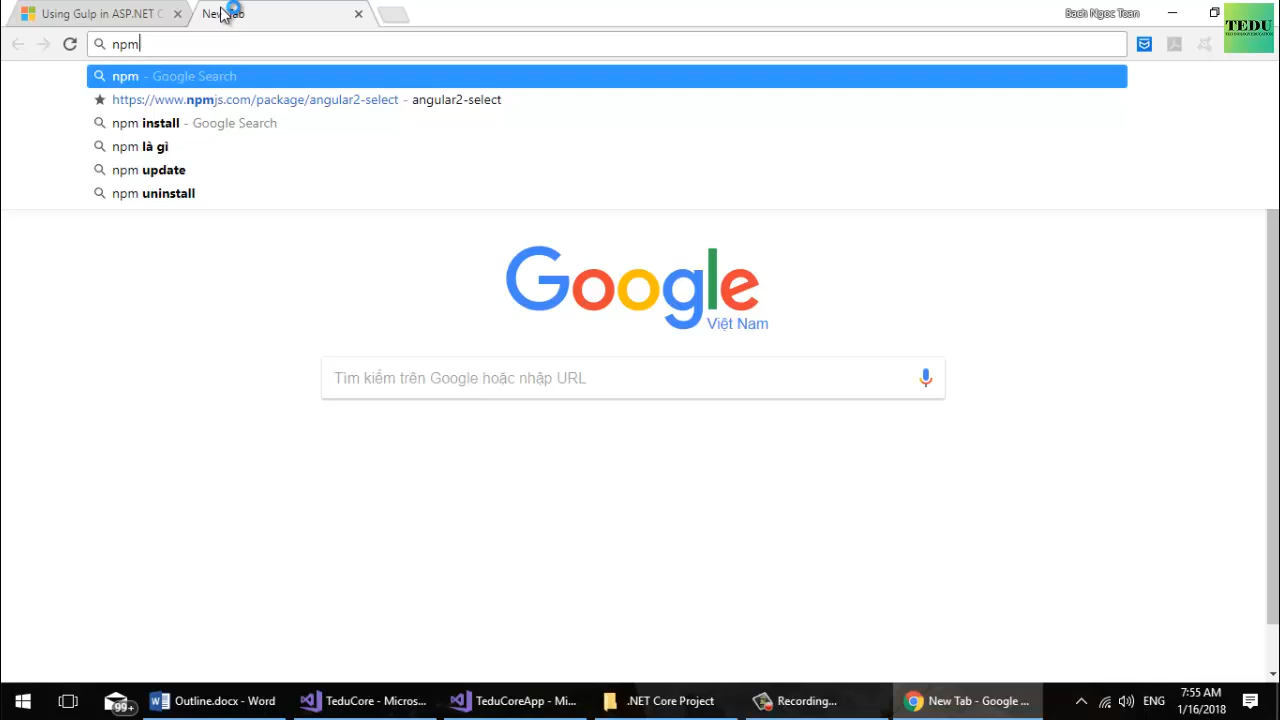 Using Gulp in ASP.NET C
New Tab
Bach Ngoc Toan
TEDU
npm
npm - Google Search
https://www.npmjs.com/package/angular2-select - angular2-select
npm install - Google Search
npm là gì
npm update
npm uninstall
Google
Việt Nam
Tìm kiếm trên Google hoặc nhập URL
99+
Outline.docx - Word
TeduCore - Micros...
TeduCoreApp - Mi...
.NET Core Project
Recording...
New Tab - Google ...
ENG
7:55 AM
1/16/2018